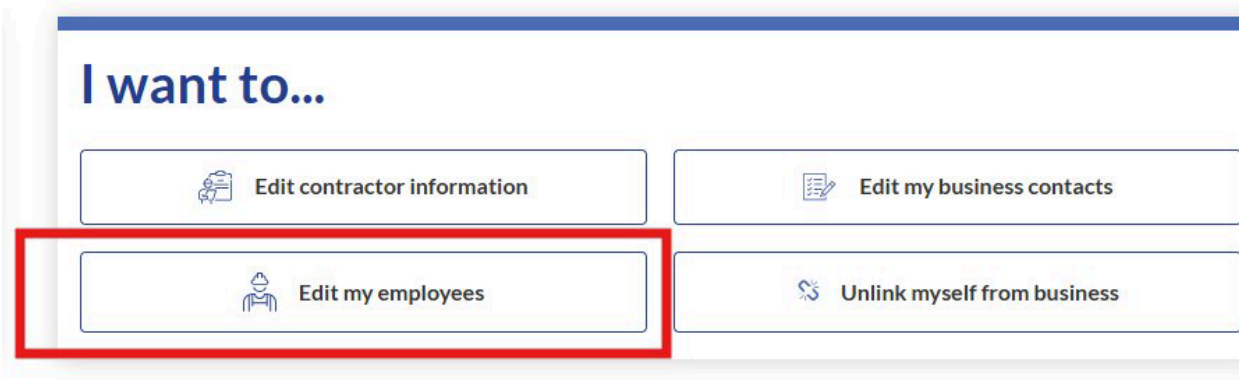 I want to...
Edit contractor information
Edit my business contacts
Edit my employees
Unlink myself from business